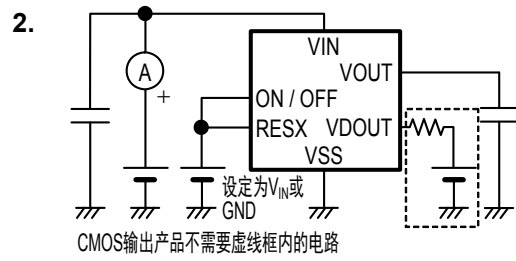 2.
VIN
VOUT
A
+
ON / OFF
RESX
VDOUT
VSS
设定为VIN或
GND
CMOS输出产品不需要虚线框内的电路